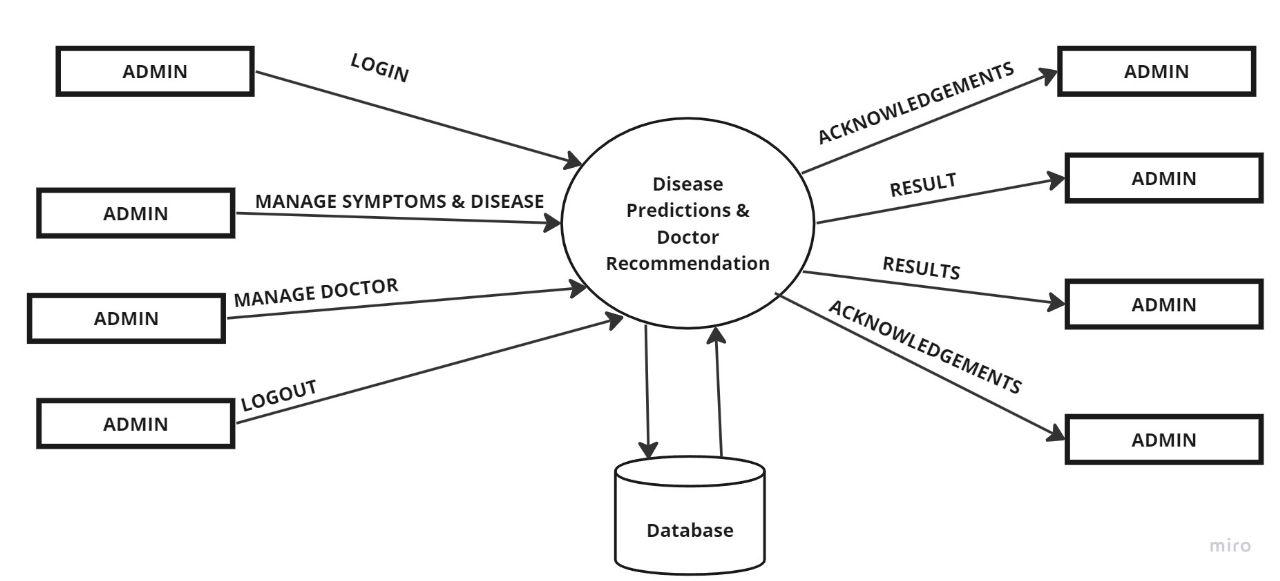 ADMIN
LOGIN
ACKNOWLEDGEMENTS
ADMIN
ADMIN
MANAGE SYMPTOMS & DISEASE
Disease
Predictions &
Doctor
Recommendation
RESULT
ADMIN
ADMIN
MANAGE DOCTOR
RESULTS
ADMIN
ADMIN
LOGOUT
ACKNOWLEDGEMENTS
ADMIN
Database
miro